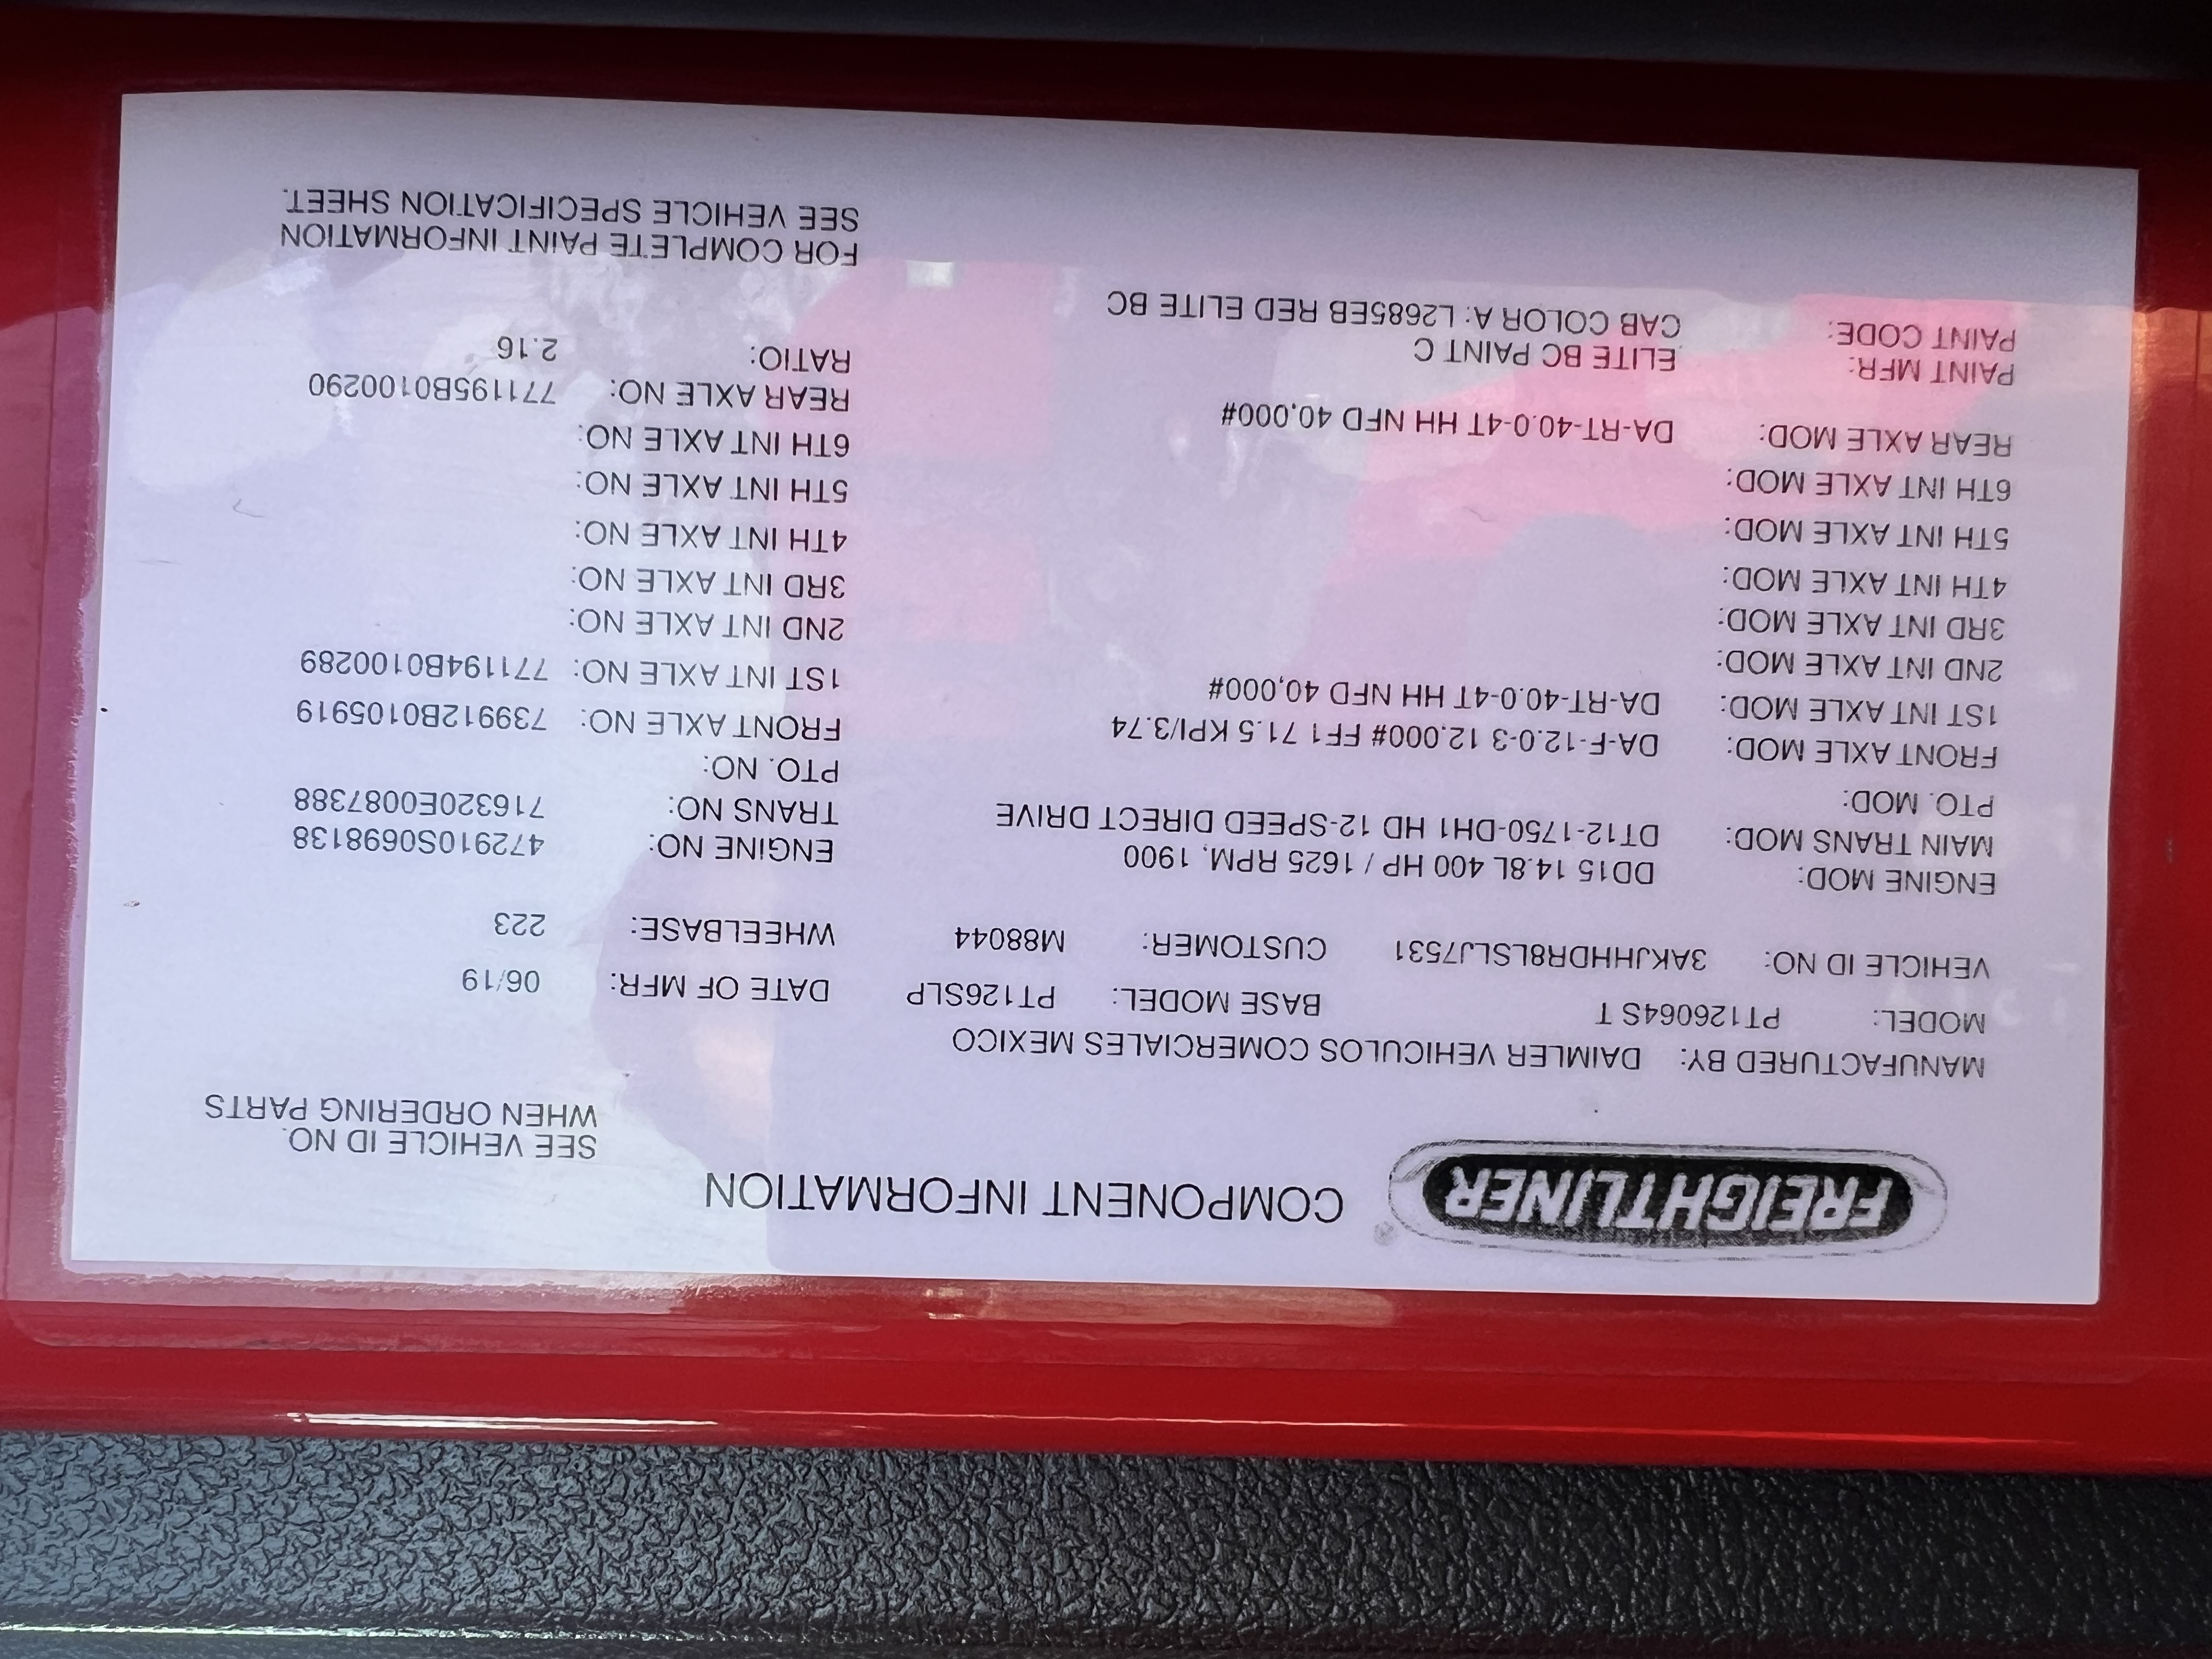 FREIGHTLINER COMPONENT INFORMATION
SEE VEHICLE ID NO.
WHEN ORDERING PARTS
MANUFACTURED BY: DAIMLER VEHICULOS COMERCIALES MEXICO
MODEL: PT126064S T BASE MODEL: PT126SLP DATE OF MFR: 06/19
VEHICLE ID NO: 3AKJHHDR8LSLJ7531 CUSTOMER: M88044 WHEELBASE: 223
ENGINE MOD: DD15 14.8L 400 HP / 1625 RPM, 1900 ENGINE NO: 472910S0698138
MAIN TRANS MOD: DT12-1750-DH1 HD 12-SPEED DIRECT DRIVE TRANS NO: 716320E0087388
PTO. MOD: PTO. NO:
FRONT AXLE MOD: DA-F-12.0-3 12,000# FF1 71.5 KPI/3.74 FRONT AXLE NO: 739912B0105919
1ST INT AXLE MOD: DA-RT-40.0-4T HH NFD 40,000# 1ST INT AXLE NO: 771194B0100289
2ND INT AXLE MOD: 2ND INT AXLE NO:
3RD INT AXLE MOD: 3RD INT AXLE NO:
4TH INT AXLE MOD: 4TH INT AXLE NO:
5TH INT AXLE MOD: 5TH INT AXLE NO:
6TH INT AXLE MOD: 6TH INT AXLE NO:
REAR AXLE MOD: DA-RT-40.0-4T HH NFD 40,000# REAR AXLE NO: 771195B0100290
RATIO: 2.16
PAINT MFR: ELITE BC PAINT C
PAINT CODE: CAB COLOR A: L2685EB RED ELITE BC
FOR COMPLETE PAINT INFORMATION
SEE VEHICLE SPECIFICATION SHEET.